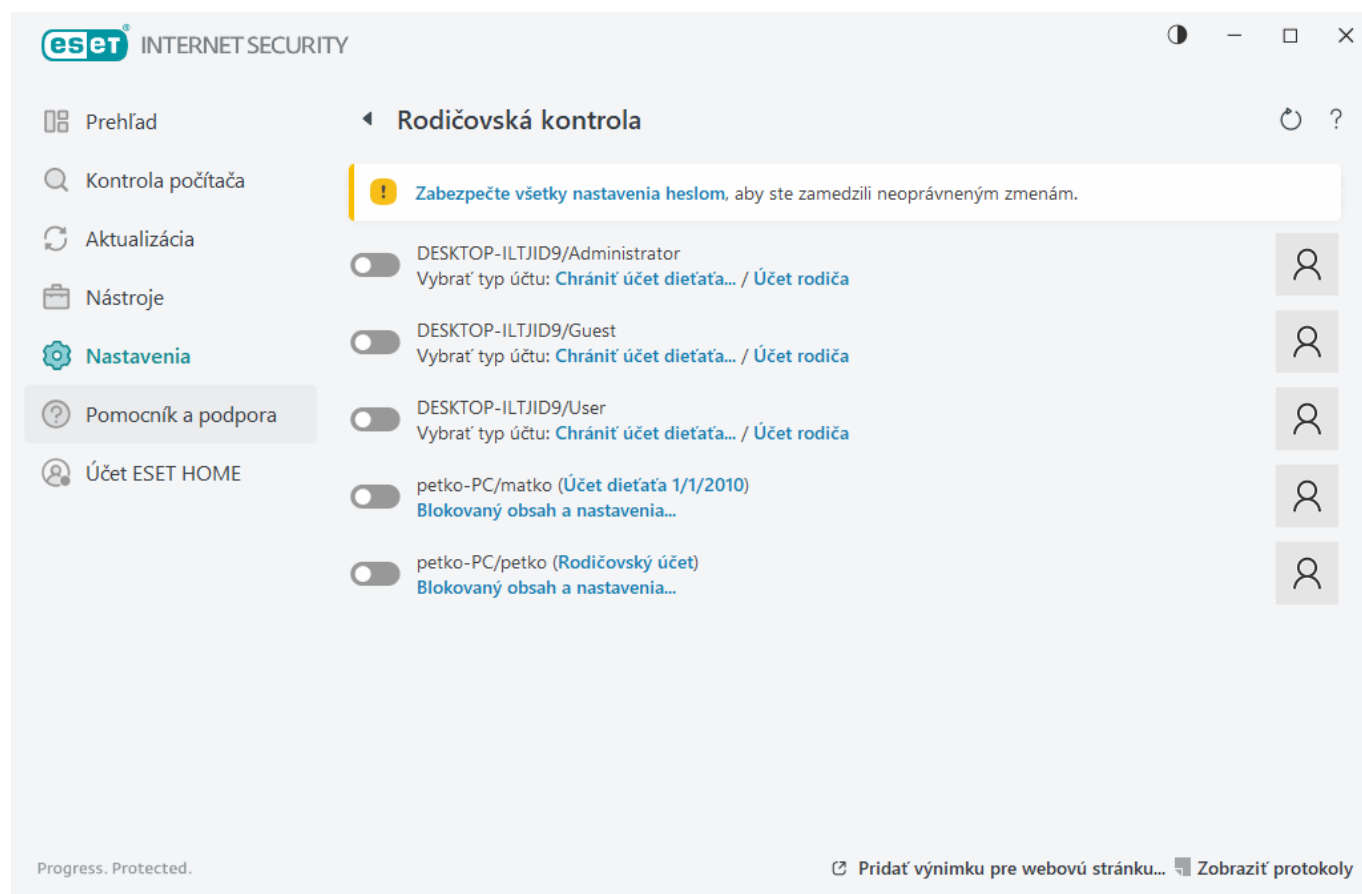 eset® INTERNET SECURITY
Prehľad
Kontrola počítača
Aktualizácia
Nástroje
Nastavenia
Pomocník a podpora
Účet ESET HOME
Rodičovská kontrola
?
Zabezpečte všetky nastavenia heslom, aby ste zamedzili neoprávneným zmenám.
DESKTOP-ILTJID9/Administrator
Vybrať typ účtu: Chrániť účet dieťaťa... / Účet rodiča
DESKTOP-ILTJID9/Guest
Vybrať typ účtu: Chrániť účet dieťaťa... / Účet rodiča
DESKTOP-ILTJID9/User
Vybrať typ účtu: Chrániť účet dieťaťa... / Účet rodiča
petko-PC/matko (Účet dieťaťa 1/1/2010)
Blokovaný obsah a nastavenia...
petko-PC/petko (Rodičovský účet)
Blokovaný obsah a nastavenia...
Progress. Protected.
Pridať výnimku pre webovú stránku... Zobraziť protokoly